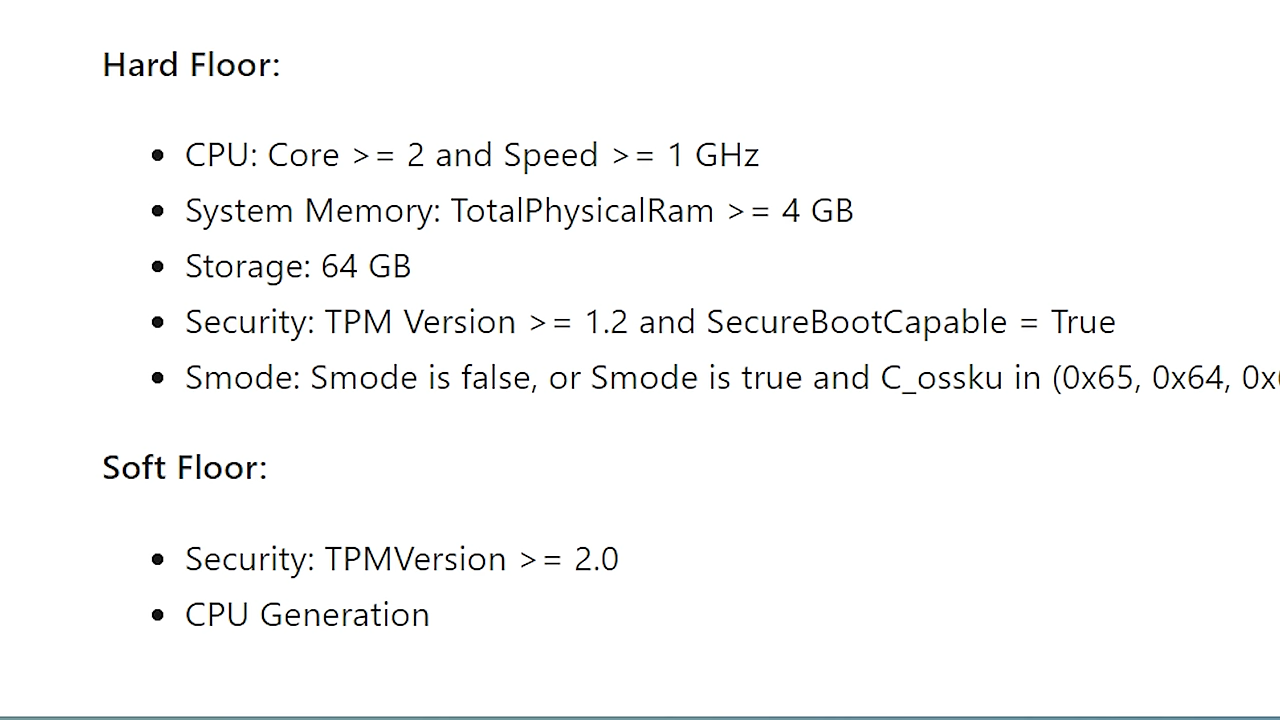 Hard Floor:
• CPU: Core >= 2 and Speed >= 1 GHz
• System Memory: TotalPhysicalRam >= 4 GB
• Storage: 64 GB
• Security: TPM Version >= 1.2 and SecureBootCapable = True
• Smode: Smode is false, or Smode is true and C_ossku in (0x65, 0x64,
Soft Floor:
• Security: TPMVersion >= 2.0
• CPU Generation